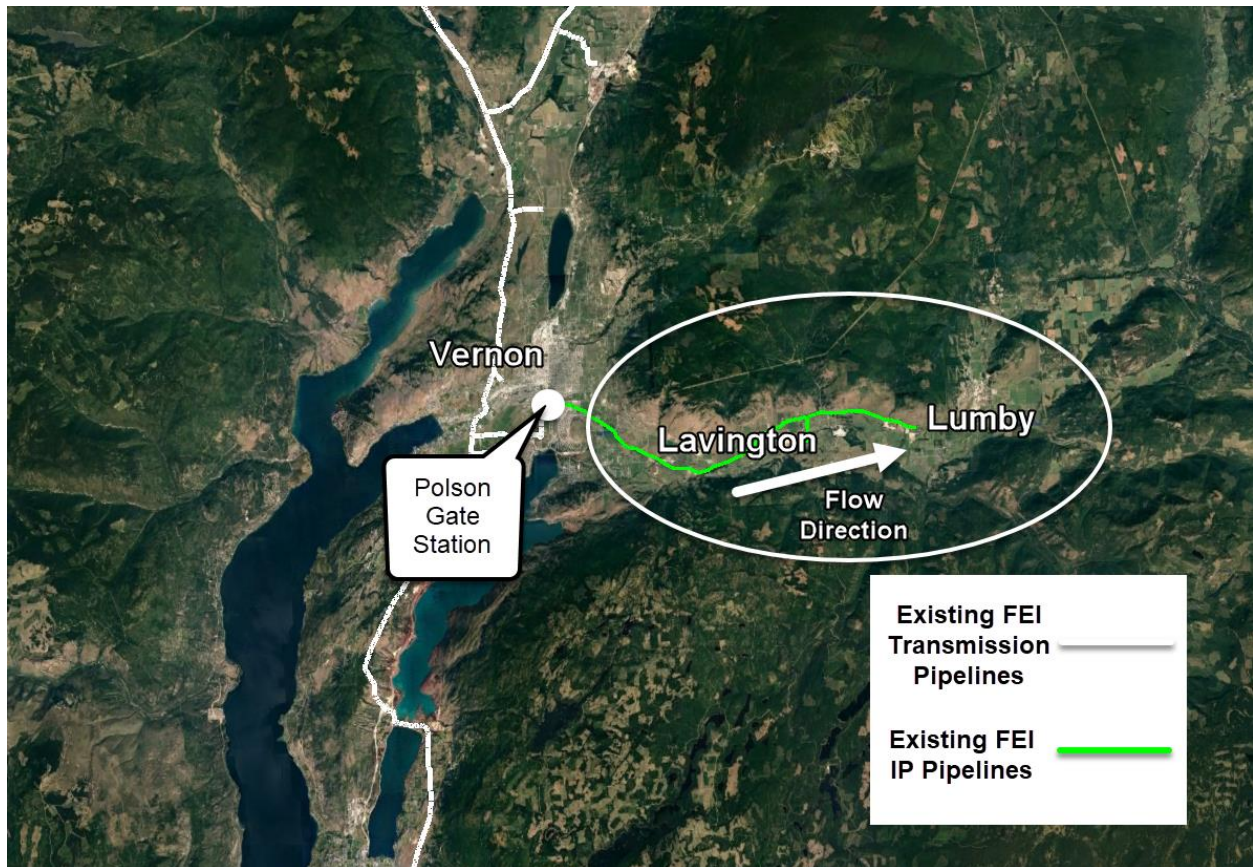 Vernon
Polson
Gate
Station
Lavington
Lumby
Flow
Direction
Existing FEI
Transmission
Pipelines
Existing FEI
IP Pipelines